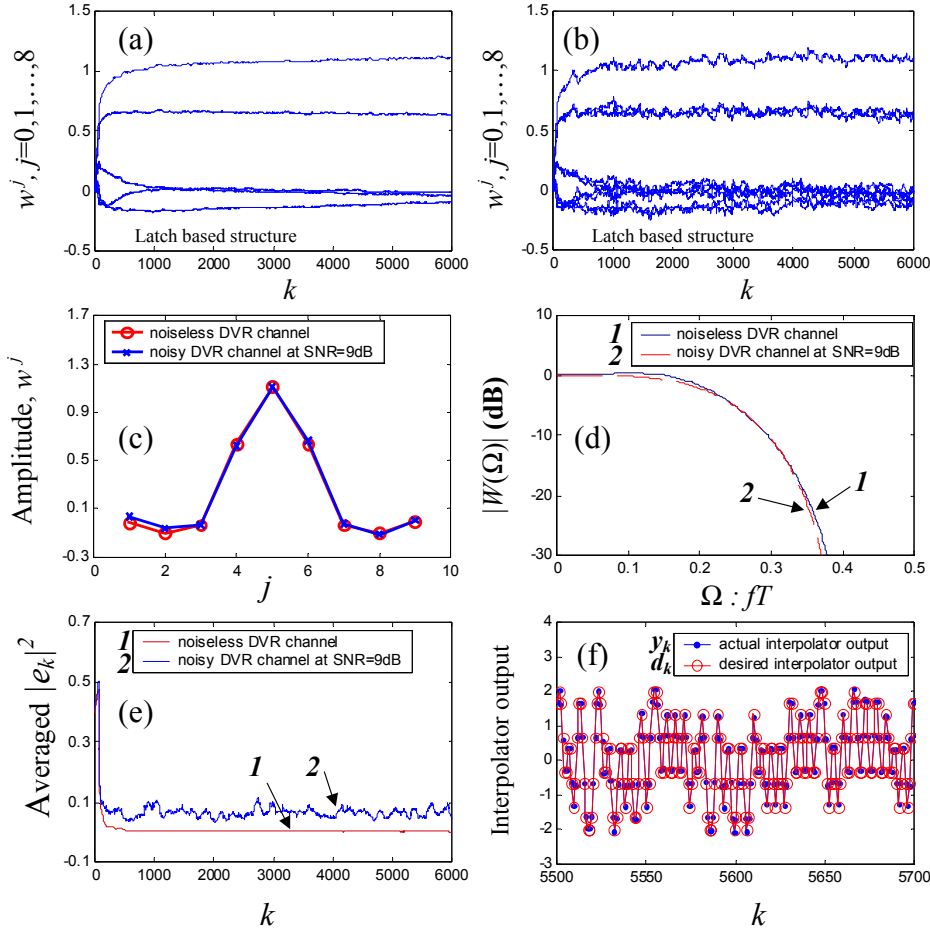 (a)
w^j, j=0,1,...,8
1.5
1
0.5
0
-0.5
Latch based structure
0 1000 2000 3000 4000 5000 6000
k
(b)
w^j, j=0,1,...,8
1.5
1
0.5
0
-0.5
Latch based structure
0 1000 2000 3000 4000 5000 6000
k
noiseless DVR channel
noisy DVR channel at SNR=9dB
Amplitude, w^j
1.7
1.3
0.9
0.5
0.1
-0.3
(c)
0 2 4 6 8 10
j
1 noiseless DVR channel
2 noisy DVR channel at SNR=9dB
|W(Ω)| (dB)
10
0
-10
-20
-30
(d)
2 1
0 0.1 0.2 0.3 0.4 0.5
Ω : fT
1 noiseless DVR channel
2 noisy DVR channel at SNR=9dB
Averaged |e_k|^2
0.7
0.5
0.3
0.1
-0.1
(e)
1 2
0 1000 2000 3000 4000 5000 6000
k
y_k actual interpolator output
d_k desired interpolator output
(f)
Interpolator output
4
3
2
1
0
-1
-2
-3
5500 5550 5600 5650 5700
k